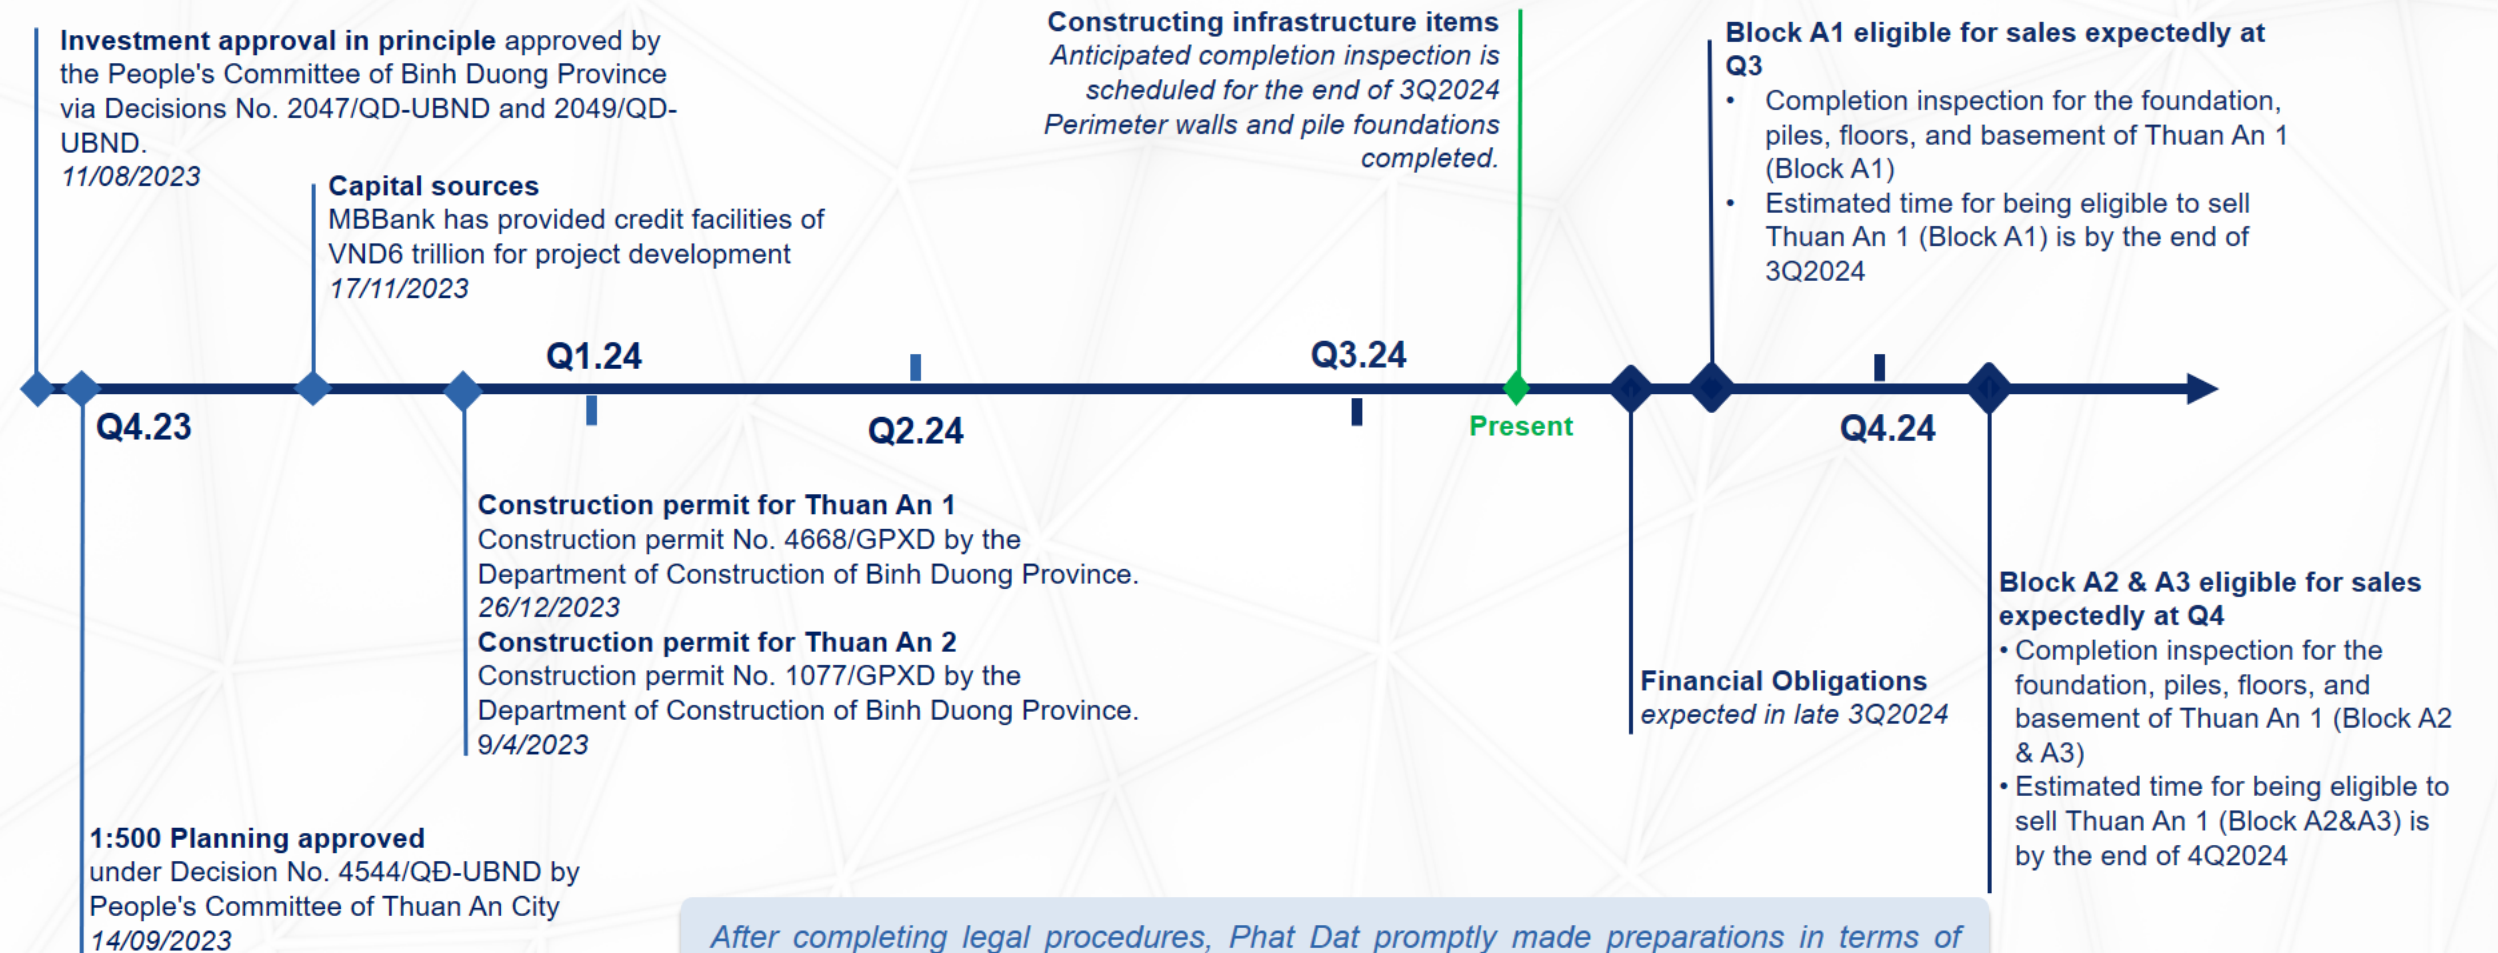 Investment approval in principle approved by
the People's Committee of Binh Duong Province
via Decisions No. 2047/QD-UBND and 2049/QD-
UBND.
11/08/2023
Capital sources
MBBank has provided credit facilities of
VND6 trillion for project development
17/11/2023
Constructing infrastructure items
Anticipated completion inspection is
scheduled for the end of 3Q2024
Perimeter walls and pile foundations
completed.
Block A1 eligible for sales expectedly at
Q3
• Completion inspection for the foundation,
piles, floors, and basement of Thuan An 1
(Block A1)
• Estimated time for being eligible to sell
Thuan An 1 (Block A1) is by the end of
3Q2024
Q4.23
Q1.24
Q2.24
Q3.24
Present
Q4.24
Construction permit for Thuan An 1
Construction permit No. 4668/GPXD by the
Department of Construction of Binh Duong Province.
26/12/2023
Construction permit for Thuan An 2
Construction permit No. 1077/GPXD by the
Department of Construction of Binh Duong Province.
9/4/2023
Financial Obligations
expected in late 3Q2024
Block A2 & A3 eligible for sales
expectedly at Q4
• Completion inspection for the
foundation, piles, floors, and
basement of Thuan An 1 (Block A2
& A3)
• Estimated time for being eligible to
sell Thuan An 1 (Block A2&A3) is
by the end of 4Q2024
1:500 Planning approved
under Decision No. 4544/QĐ-UBND by
People's Committee of Thuan An City
14/09/2023
After completing legal procedures, Phat Dat promptly made preparations in terms of